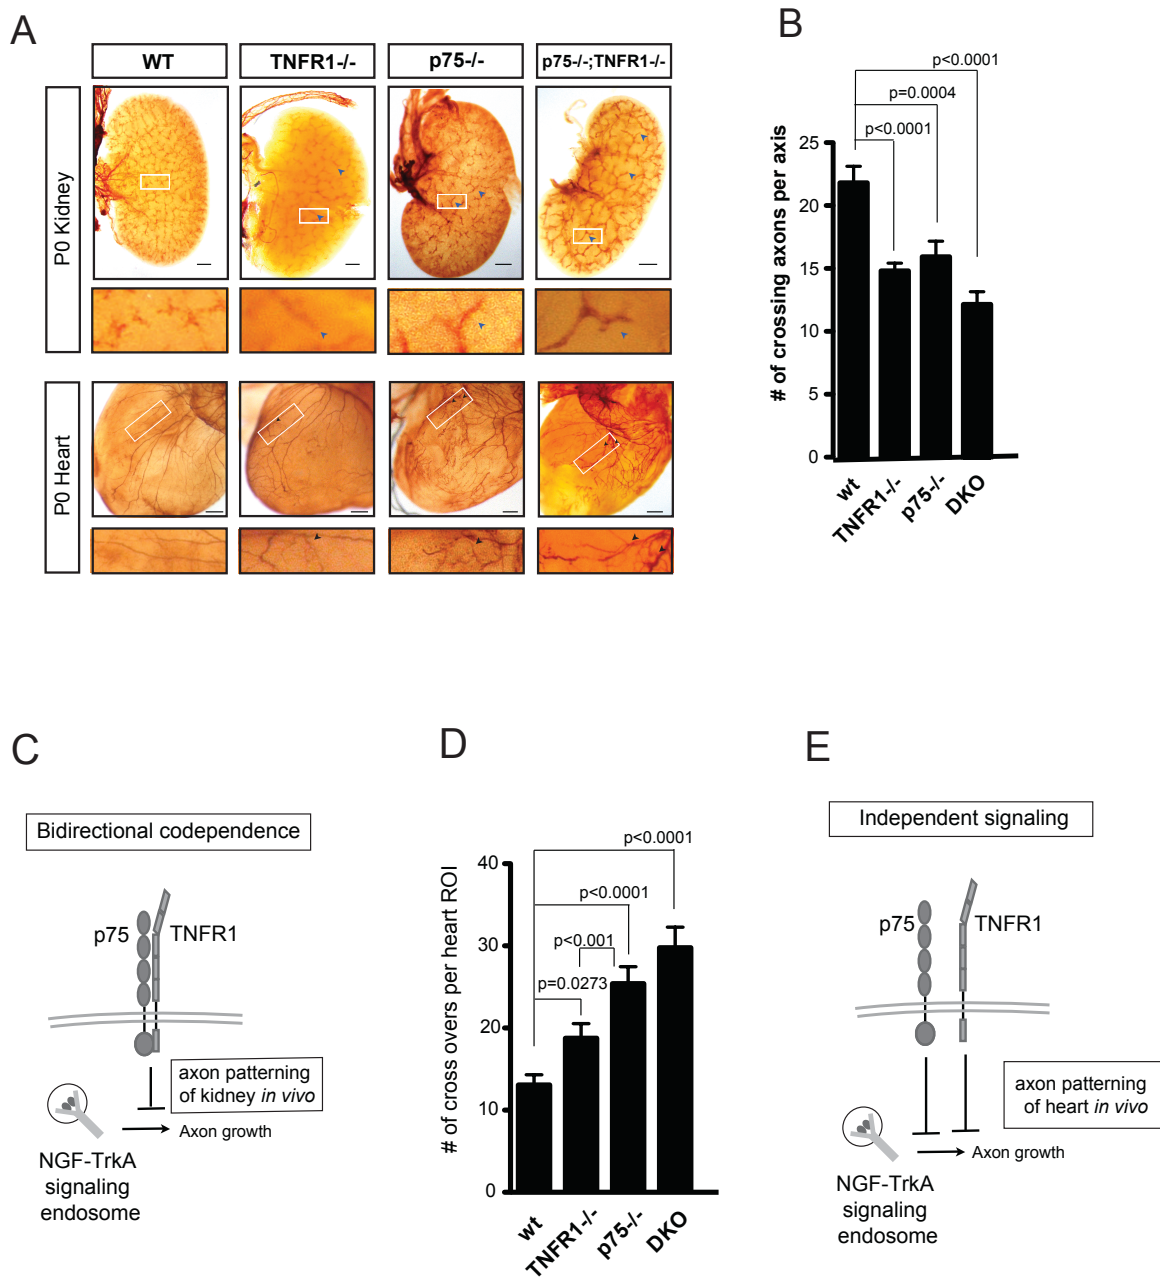 A
WT
TNFR1-/-
p75-/-
p75-/-;TNFR1-/-
P0 Kidney
P0 Heart
B
p<0.0001
p=0.0004
p<0.0001
# of crossing axons per axis
25
20
15
10
5
0
wt
TNFR1-/-
p75-/-
DKO
C
Bidirectional codependence
p75
TNFR1
axon patterning
of kidney in vivo
Axon growth
NGF-TrkA
signaling
endosome
D
p<0.0001
p<0.0001
p<0.001
p=0.0273
# of cross overs per heart ROI
40
30
20
10
0
wt
TNFR1-/-
p75-/-
DKO
E
Independent signaling
p75
TNFR1
axon patterning
of heart in vivo
Axon growth
NGF-TrkA
signaling
endosome